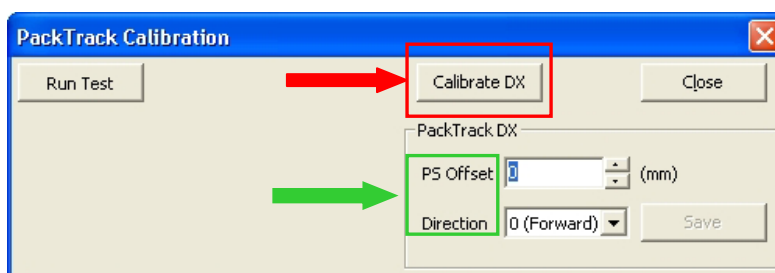 PackTrack Calibration
Run Test
Calibrate DX
Close
PackTrack DX
PS Offset 0 (mm)
Direction 0 (Forward) Save